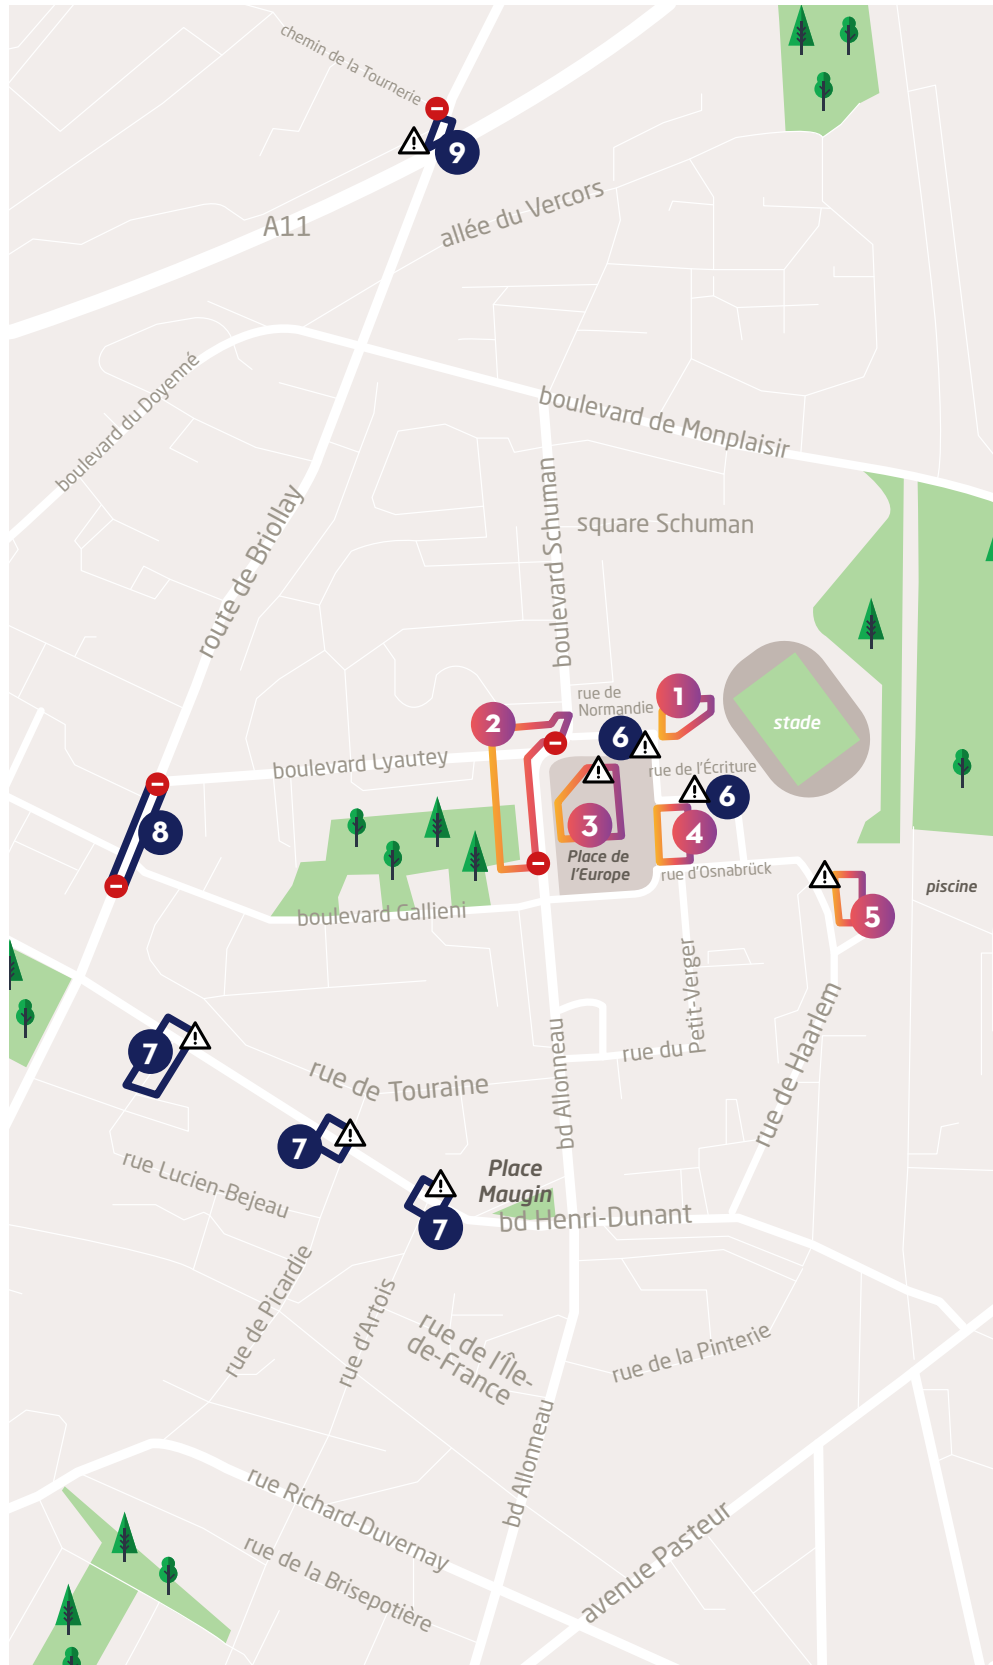 chemin de la Tournerie
9
A11
allée du Vercors
boulevard du Doyenné
boulevard de Monplaisir
route de Briollay
boulevard Schuman
square Schuman
rue de
Normandie
1
2
stade
6
boulevard Lyautey
rue de l'Écriture
6
8
3
4
Place de
l'Europe
rue d'Osnabrück
piscine
5
boulevard Gallieni
rue du Petit-Verger
rue de Haarlem
7
rue de Touraine
bd Allonneau
7
rue Lucien-Bejeau
Place
Maugin
7
bd Henri-Dunant
rue de Picardie
rue d'Artois
rue de l'Île-
de-France
rue de la Pinterie
bd Allonneau
rue Richard-Duvernay
rue de la Brisepotière
avenue Pasteur